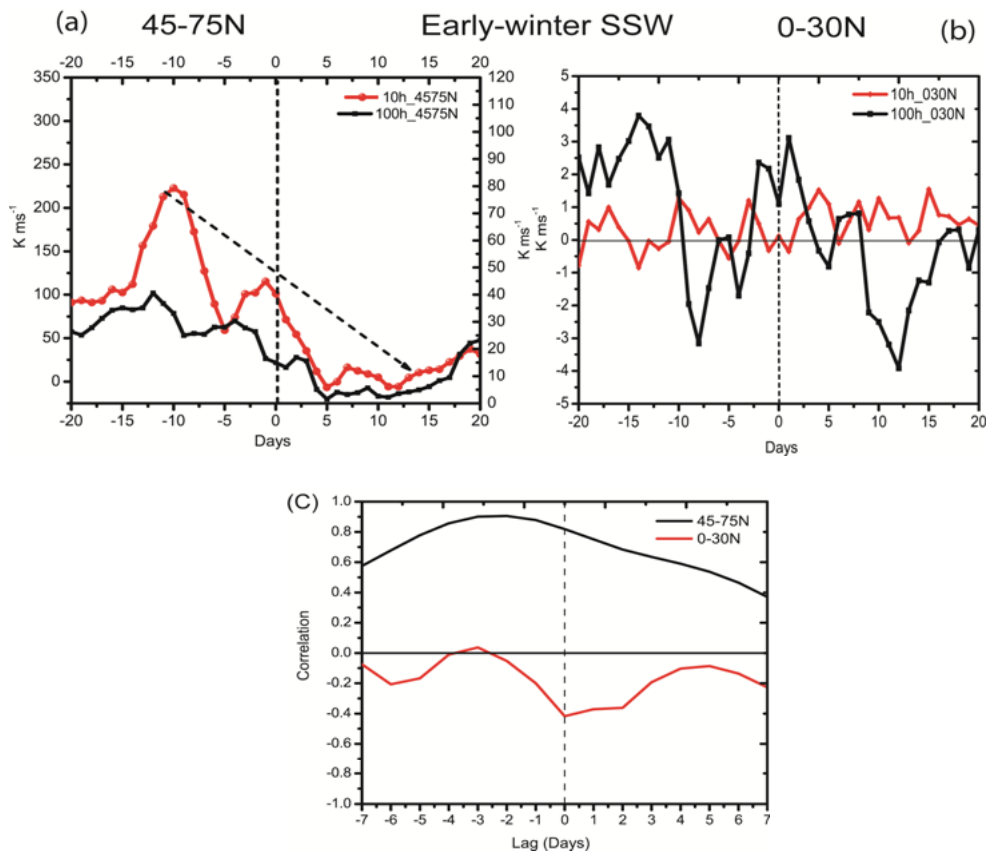 (a) 45-75N Early-winter SSW 0-30N (b)
-20 -15 -10 -5 0 5 10 15 20
350
300
250
200
150
100
50
0
K ms⁻¹
10h_4575N
100h_4575N
120
110
100
90
80
70
60
50
40
30
20
10
0
K ms⁻¹
-20 -15 -10 -5 0 5 10 15 20
Days
5
4
3
2
1
0
-1
-2
-3
-4
-5
K ms⁻¹
10h_030N
100h_030N
-20 -15 -10 -5 0 5 10 15 20
Days
(C)
1.0
0.8
0.6
0.4
0.2
0.0
-0.2
-0.4
-0.6
-0.8
-1.0
Correlation
45-75N
0-30N
-7 -6 -5 -4 -3 -2 -1 0 1 2 3 4 5 6 7
Lag (Days)